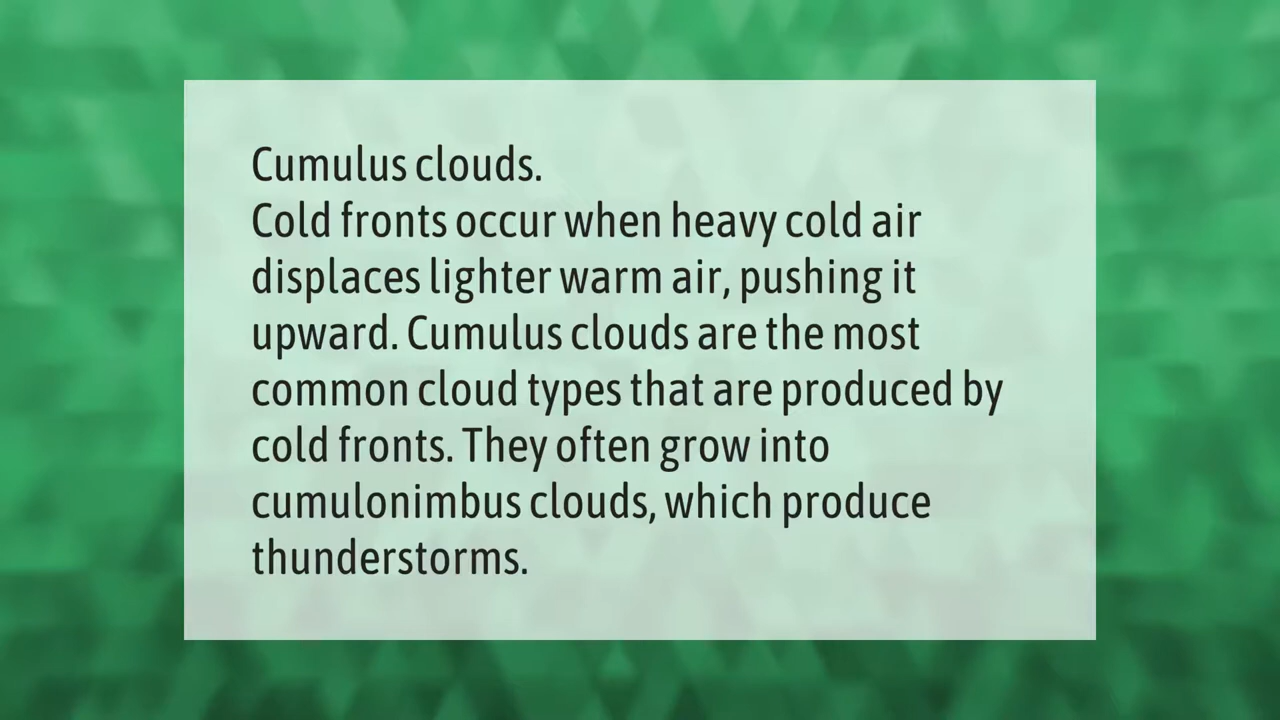 Cumulus clouds.
Cold fronts occur when heavy cold air
displaces lighter warm air, pushing it
upward. Cumulus clouds are the most
common cloud types that are produced by
cold fronts. They often grow into
cumulonimbus clouds, which produce
thunderstorms.